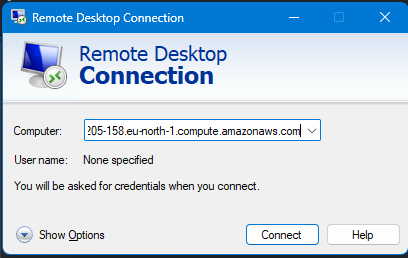 Remote Desktop Connection
Remote Desktop
Connection
Computer: 205-158.eu-north-1.compute.amazonaws.com
User name: None specified
You will be asked for credentials when you connect.
Show Options Connect Help